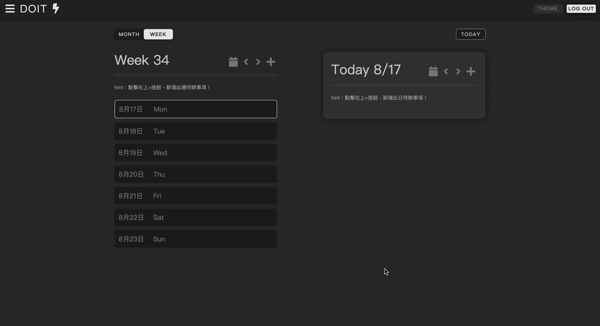 DOIT
THEME
LOG OUT
MONTH
WEEK
TODAY
Week 34
hint：點擊右上+按鈕，新增此週待辦事項！
8月17日 Mon
8月18日 Tue
8月19日 Wed
8月20日 Thu
8月21日 Fri
8月22日 Sat
8月23日 Sun
Today 8/17
hint：點擊右上+按鈕，新增此日待辦事項！